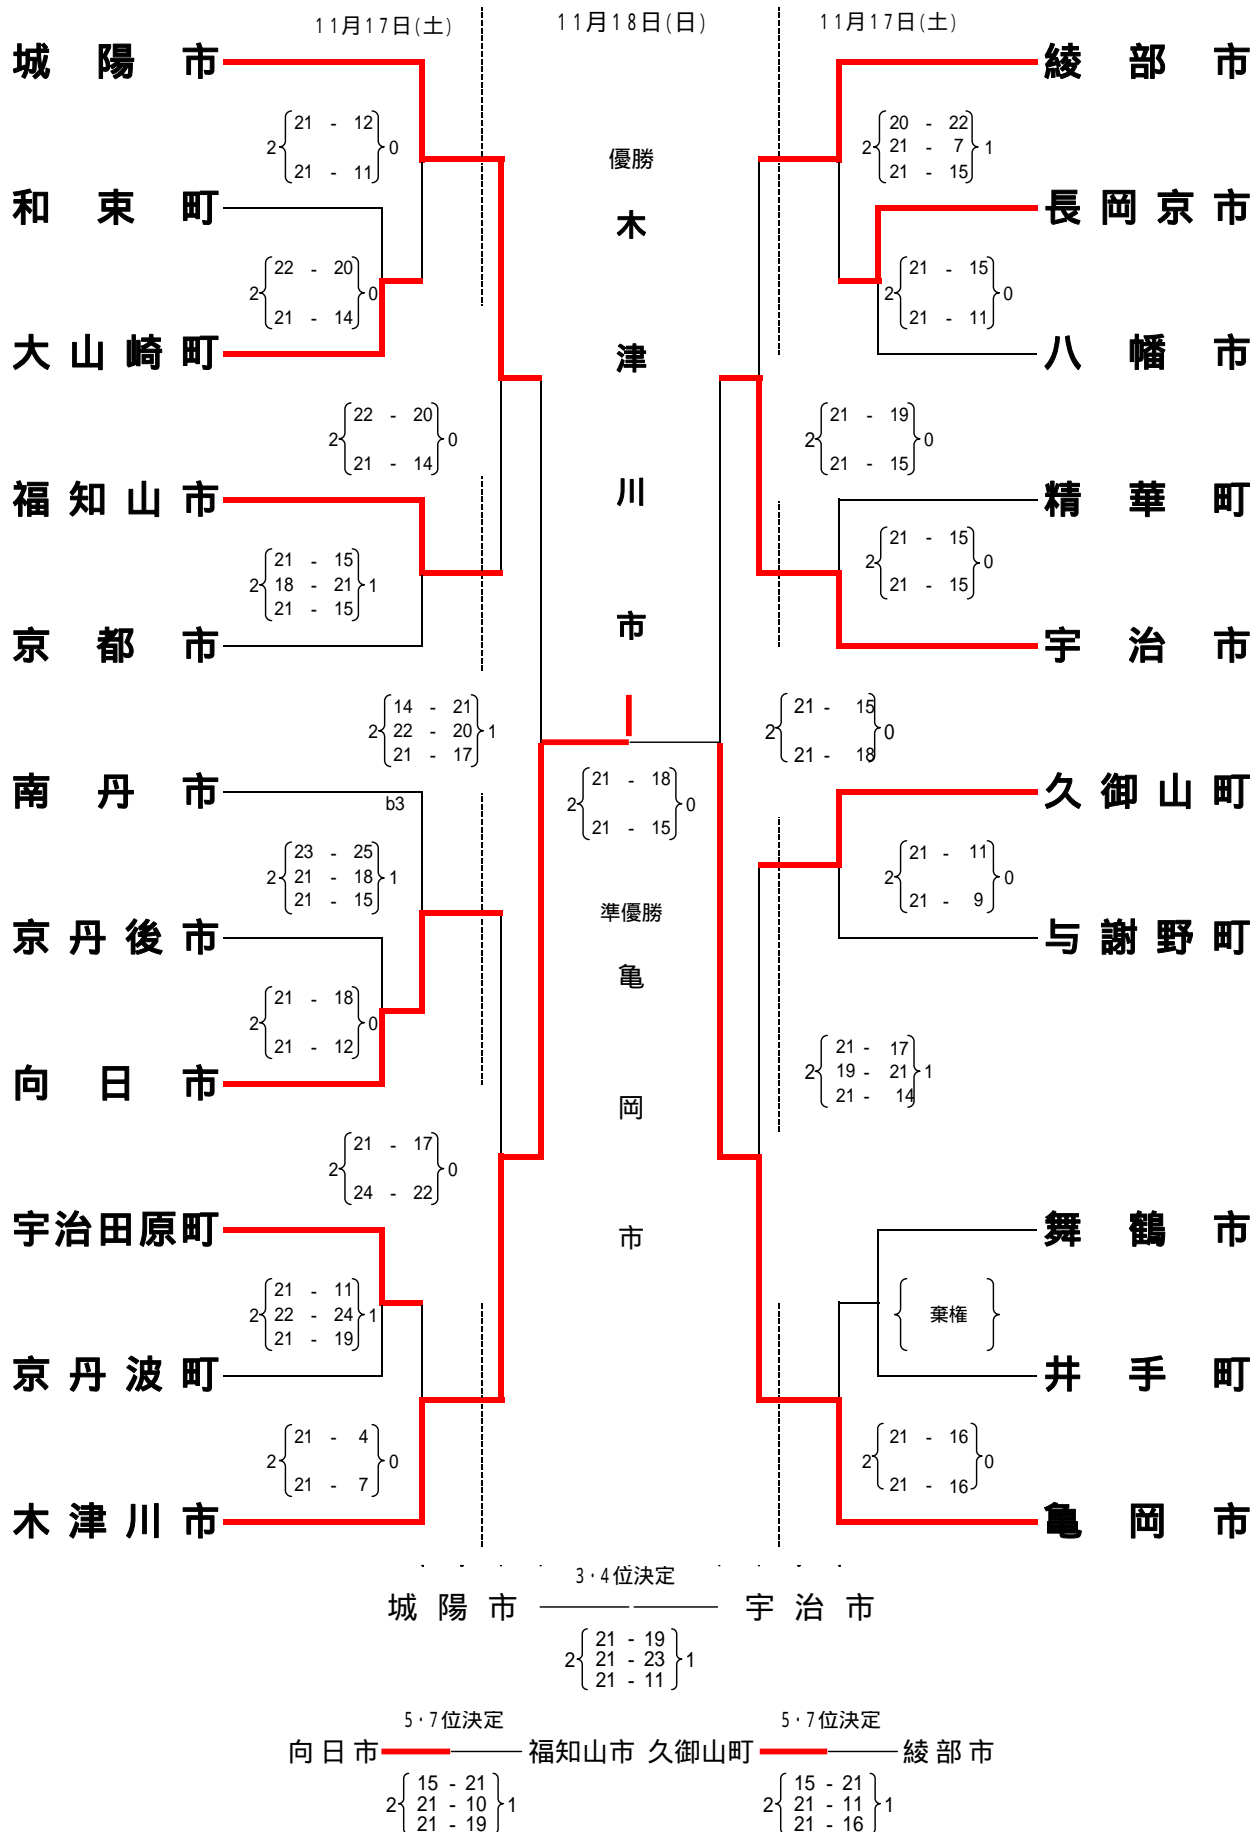 11月17日(土)
11月18日(日)
11月17日(土)
城陽市
綾部市
21 - 12
2 0
21 - 11
20 - 22
2 21 - 7 1
21 - 15
優勝
木津川市
和束町
長岡京市
22 - 20
2 0
21 - 14
21 - 15
2 0
21 - 11
大山崎町
八幡市
22 - 20
2 0
21 - 14
21 - 19
2 0
21 - 15
福知山市
精華町
21 - 15
2 18 - 21 1
21 - 15
21 - 15
2 0
21 - 15
京都市
宇治市
14 - 21
2 22 - 20 1
21 - 17
21 - 15
2 0
21 - 18
南丹市
b3
21 - 18
2 0
21 - 15
久御山町
23 - 25
2 21 - 18 1
21 - 15
21 - 11
2 0
21 - 9
準優勝
亀岡市
京丹後市
与謝野町
21 - 18
2 0
21 - 12
21 - 17
2 19 - 21 1
21 - 14
向日市
21 - 17
2 0
24 - 22
宇治田原町
舞鶴市
21 - 11
2 22 - 24 1
21 - 19
棄権
京丹波町
井手町
21 - 4
2 0
21 - 7
21 - 16
2 0
21 - 16
木津川市
亀岡市
3・4位決定
城陽市 宇治市
21 - 19
2 21 - 23 1
21 - 11
5・7位決定
5・7位決定
向日市 福知山市 久御山町 綾部市
15 - 21
2 21 - 10 1
21 - 19
15 - 21
2 21 - 11 1
21 - 16